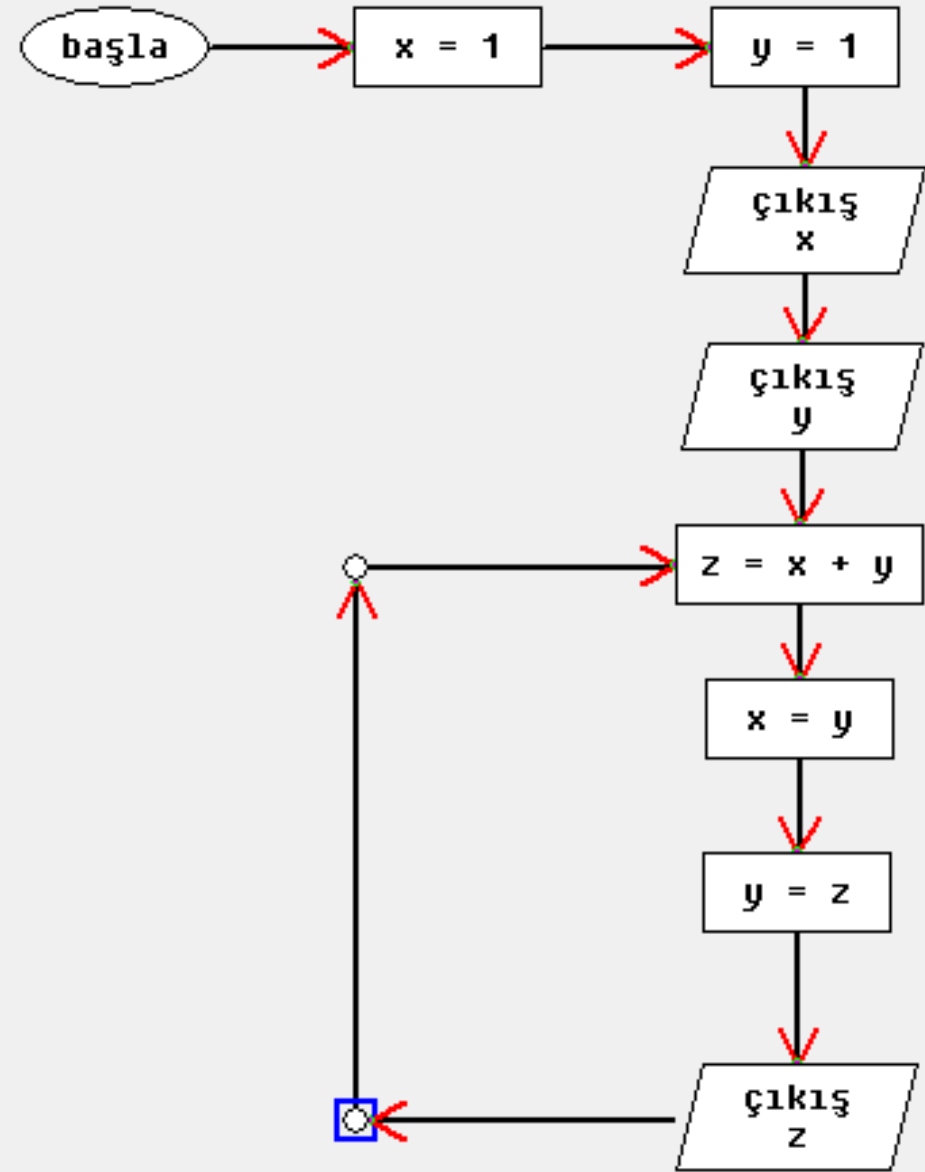 başla
x = 1
y = 1
çıkış
x
çıkış
y
z = x + y
x = y
y = z
çıkış
z